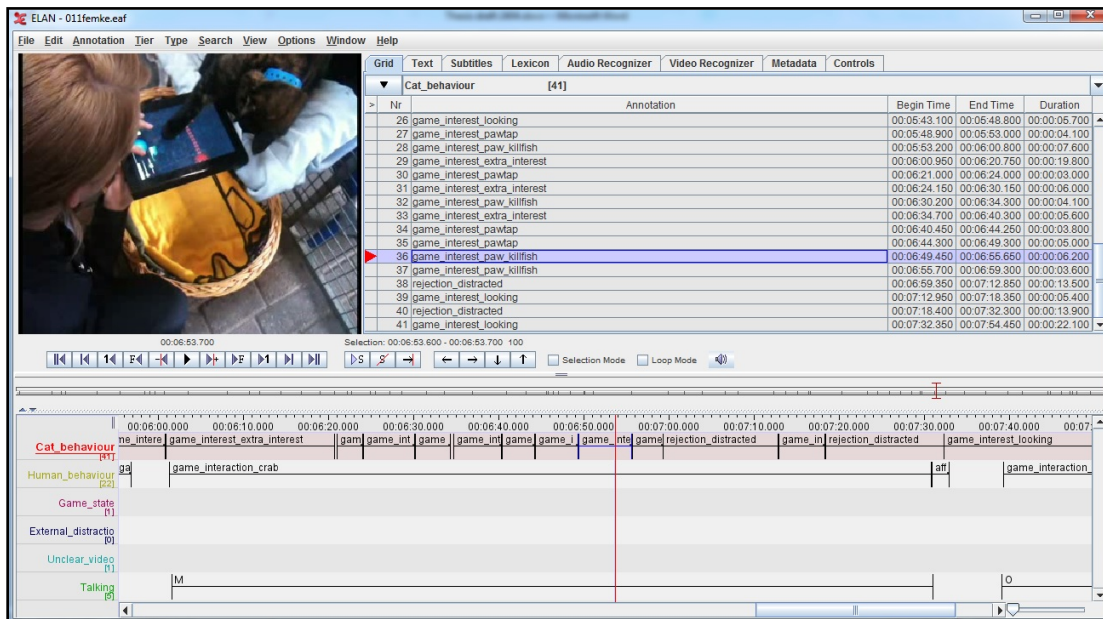 ELAN - 011femke.eaf
File Edit Annotation Tier Type Search View Options Window Help
Grid Text Subtitles Lexicon Audio Recognizer Video Recognizer Metadata Controls
Cat_behaviour [41]
> Nr Annotation Begin Time End Time Duration
26 game_interest_looking 00:05:43.100 00:05:48.800 00:00:05.700
27 game_interest_pawtap 00:05:48.900 00:05:53.000 00:00:04.100
28 game_interest_paw_killfish 00:05:53.200 00:06:00.800 00:00:07.600
29 game_interest_extra_interest 00:06:00.950 00:06:20.750 00:00:19.800
30 game_interest_pawtap 00:06:21.000 00:06:24.000 00:00:03.000
31 game_interest_extra_interest 00:06:24.150 00:06:30.150 00:00:06.000
32 game_interest_paw_killfish 00:06:30.200 00:06:34.300 00:00:04.100
33 game_interest_extra_interest 00:06:34.700 00:06:40.300 00:00:05.600
34 game_interest_pawtap 00:06:40.450 00:06:44.250 00:00:03.800
35 game_interest_pawtap 00:06:44.300 00:06:49.300 00:00:05.000
36 game_interest_paw_killfish 00:06:49.450 00:06:55.650 00:00:06.200
37 game_interest_paw_killfish 00:06:55.700 00:06:59.300 00:00:03.600
38 rejection_distracted 00:06:59.350 00:07:12.850 00:00:13.500
39 game_interest_looking 00:07:12.950 00:07:18.350 00:00:05.400
40 rejection_distracted 00:07:18.400 00:07:32.300 00:00:13.900
41 game_interest_looking 00:07:32.350 00:07:54.450 00:00:22.100
00:06:53.700 Selection: 00:06:53.600 - 00:06:53.700 100
Selection Mode Loop Mode
00:06:00.000 00:06:10.000 00:06:20.000 00:06:30.000 00:06:40.000 00:06:50.000 00:07:00.000 00:07:10.000 00:07:20.000 00:07:30.000 00:07:40.000 00:07:
Cat_behaviour me_intere game_interest_extra_interest gam game_int game game_int game game_i game_inte game rejection_distracted game_in rejection_distracted game_interest_looking
[41]
Human_behaviour ga game_interaction_crab aff game_interaction_
[22]
Game_state
[1]
External_distractio
[0]
Unclear_video
[1]
Talking M O
[5]